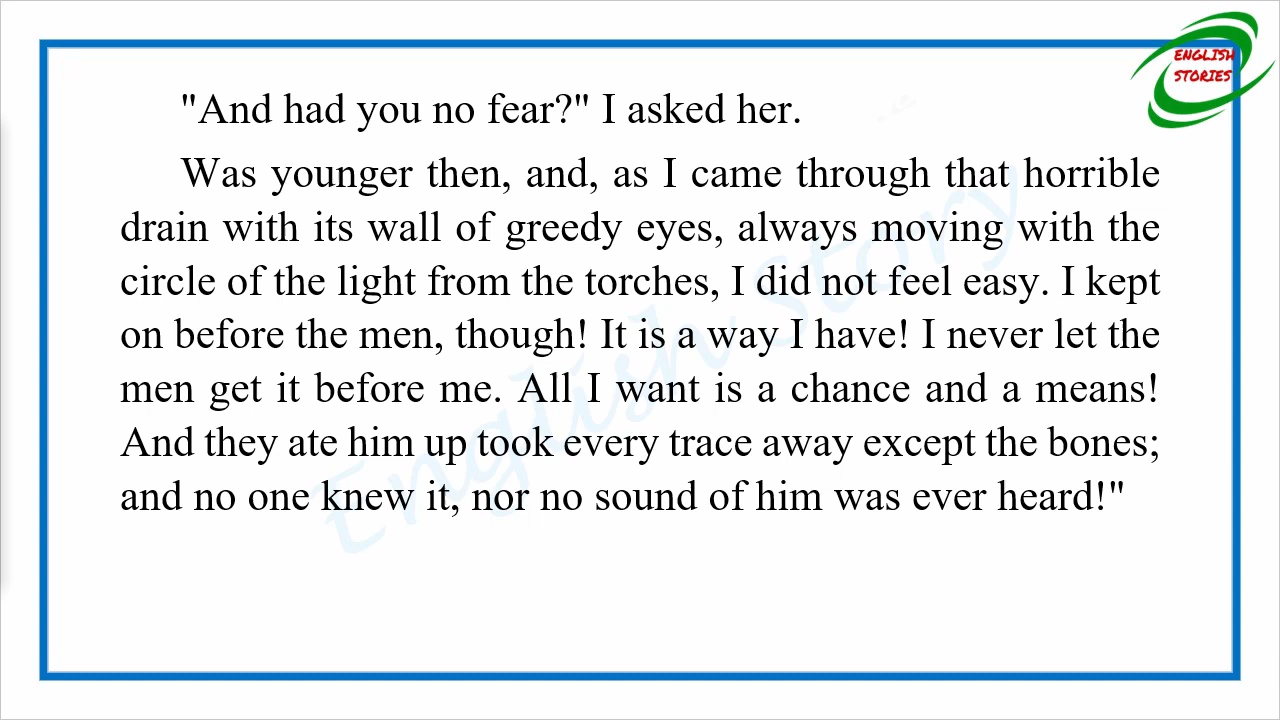 ENGLISH
STORIES
"And had you no fear?" I asked her.
Was younger then, and, as I came through that horrible
drain with its wall of greedy eyes, always moving with the
circle of the light from the torches, I did not feel easy. I kept
on before the men, though! It is a way I have! I never let the
men get it before me. All I want is a chance and a means!
And they ate him up took every trace away except the bones;
and no one knew it, nor no sound of him was ever heard!"
English Story